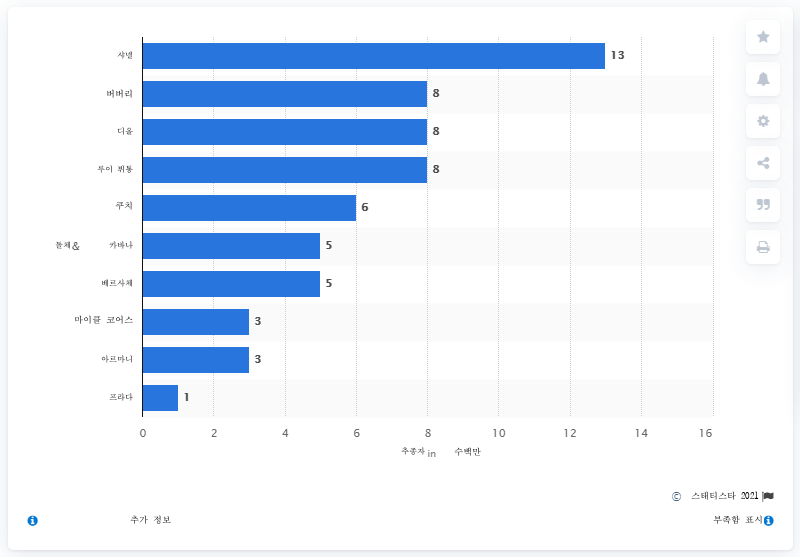 샤넬 13
버버리 8
디올 8
루이 뷔통 8
구치 6
돌체& 카바나 5
베르사체 5
마이클 코어스 3
아르마니 3
프라다 1
0 2 4 6 8 10 12 14 16
추종자 in 수백만
© 스태티스타 2021
추가 정보 부족함 표시